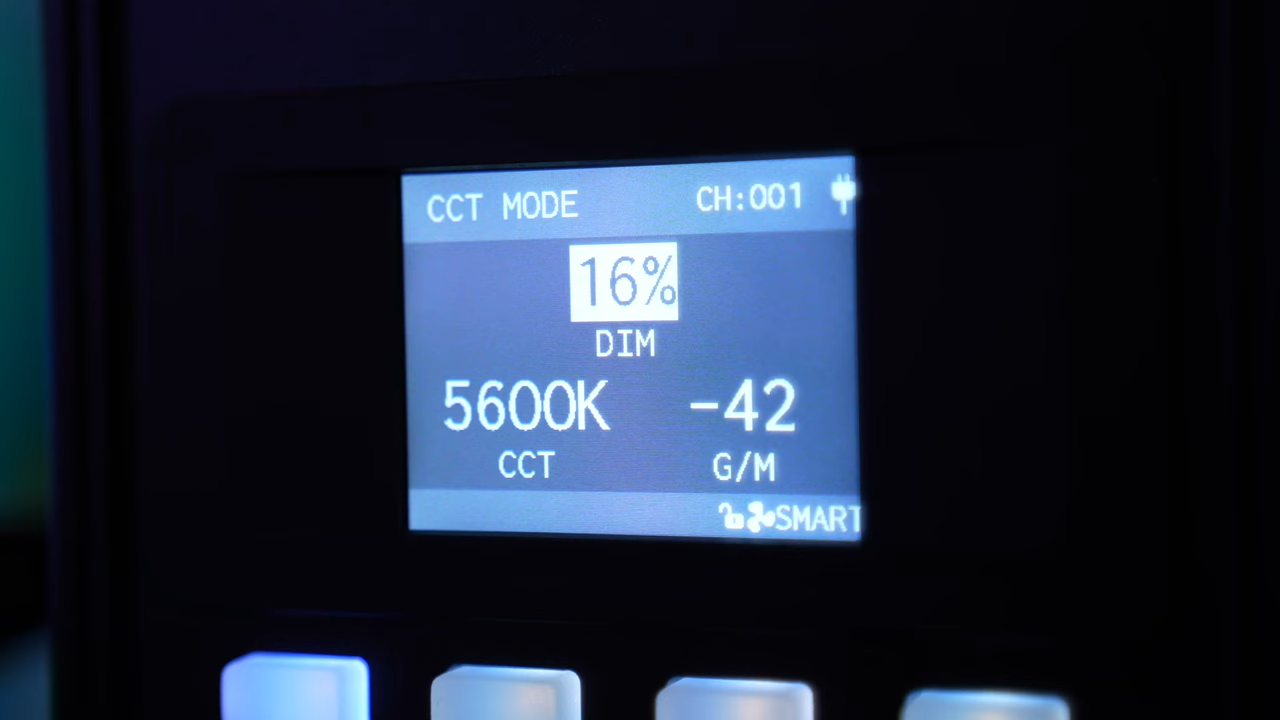 CCT MODE CH:001
16%
DIM
5600K -42
CCT G/M
SMART